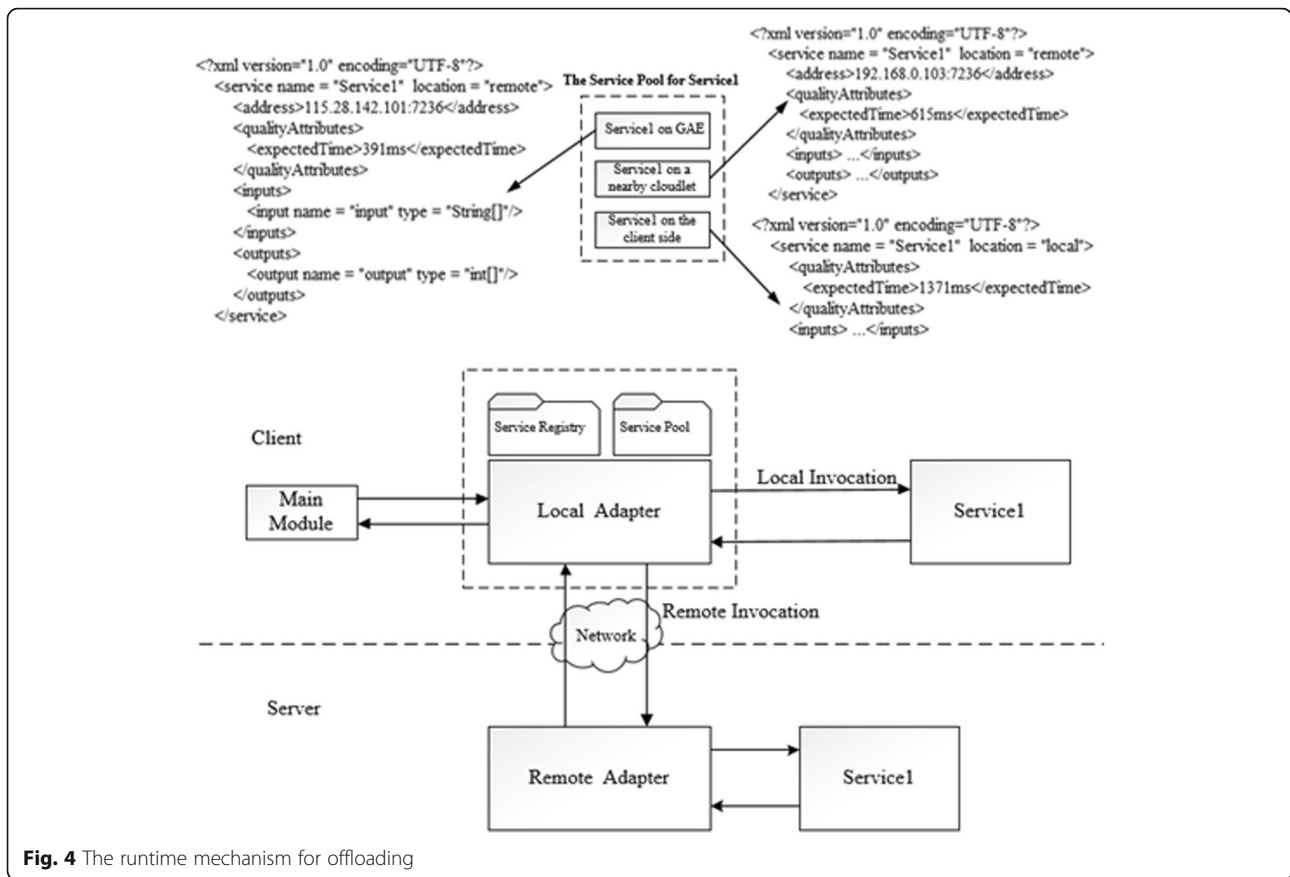 <?xml version="1.0" encoding="UTF-8"?>
<service name = "Service1" location = "remote">
<address>115.28.142.101:7236</address>
<qualityAttributes>
<expectedTime>391ms</expectedTime>
</qualityAttributes>
<inputs>
<input name = "input" type = "String[]"/>
</inputs>
<outputs>
<output name = "output" type = "int[]"/>
</outputs>
</service>
The Service Pool for Service1
Service1 on GAE
Service1 on a
nearby cloudlet
Service1 on the
client side
<?xml version="1.0" encoding="UTF-8"?>
<service name = "Service1" location = "remote">
<address>192.168.0.103:7236</address>
<qualityAttributes>
<expectedTime>615ms</expectedTime>
</qualityAttributes>
<inputs> ...</inputs>
<outputs> ...</outputs>
</service>
<?xml version="1.0" encoding="UTF-8"?>
<service name = "Service1" location = "local">
<qualityAttributes>
<expectedTime>1371ms</expectedTime>
</qualityAttributes>
<inputs> ...</inputs>
Client
Service Registry
Service Pool
Main
Module
Local Adapter
Local Invocation
Service1
Remote Invocation
Network
Server
Remote Adapter
Service1
Fig. 4 The runtime mechanism for offloading